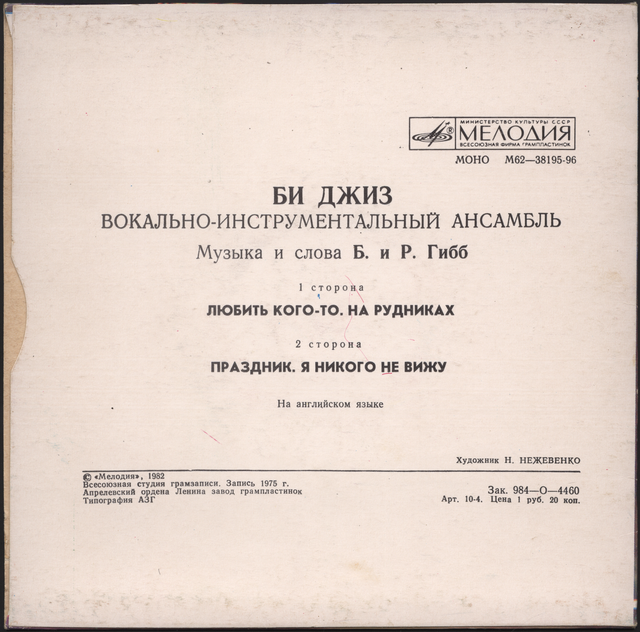 МИНИСТЕРСТВО КУЛЬТУРЫ СССР
® МЕЛОДИЯ
ВСЕСОЮЗНАЯ ФИРМА ГРАМПЛАСТИНОК
МОНО М62—38195-96
БИ ДЖИЗ
ВОКАЛЬНО-ИНСТРУМЕНТАЛЬНЫЙ АНСАМБЛЬ
Музыка и слова Б. и Р. Гибб
1 сторона
ЛЮБИТЬ КОГО-ТО. НА РУДНИКАХ
2 сторона
ПРАЗДНИК. Я НИКОГО НЕ ВИЖУ
На английском языке
Художник Н. НЕЖЕВЕНКО
© «Мелодия», 1982
Всесоюзная студия грамзаписи. Запись 1975 г.
Апрелевский ордена Ленина завод грампластинок
Типография АЗГ
Зак. 984—О—4460
Арт. 10-4. Цена 1 руб. 20 коп.